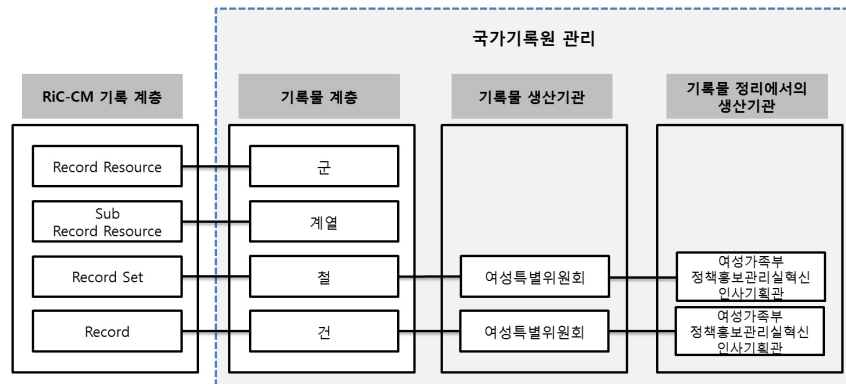 국가기록원 관리
RiC-CM 기록 계층
기록물 계층
기록물 생산기관
기록물 정리에서의
생산기관
Record Resource
군
Sub
Record Resource
계열
Record Set
철
여성특별위원회
여성가족부
정책홍보관리실혁신
인사기획관
Record
건
여성특별위원회
여성가족부
정책홍보관리실혁신
인사기획관